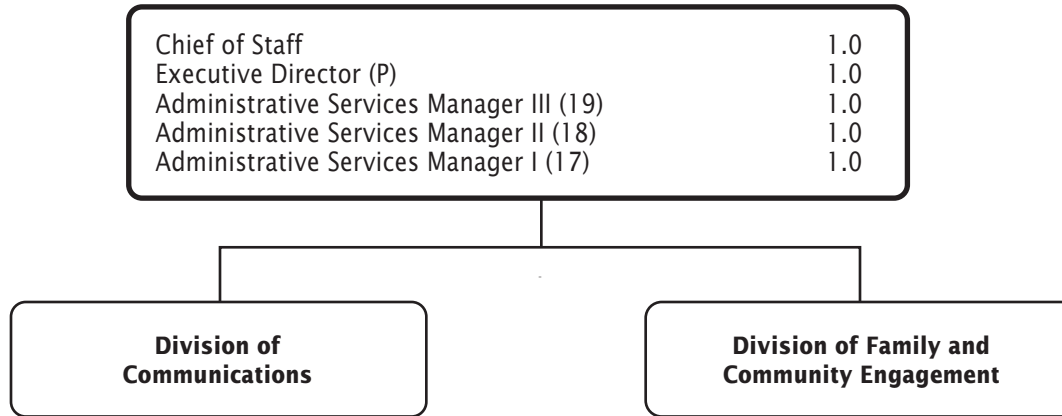 Chief of Staff 1.0
Executive Director (P) 1.0
Administrative Services Manager III (19) 1.0
Administrative Services Manager II (18) 1.0
Administrative Services Manager I (17) 1.0
Division of
Communications
Division of Family and
Community Engagement